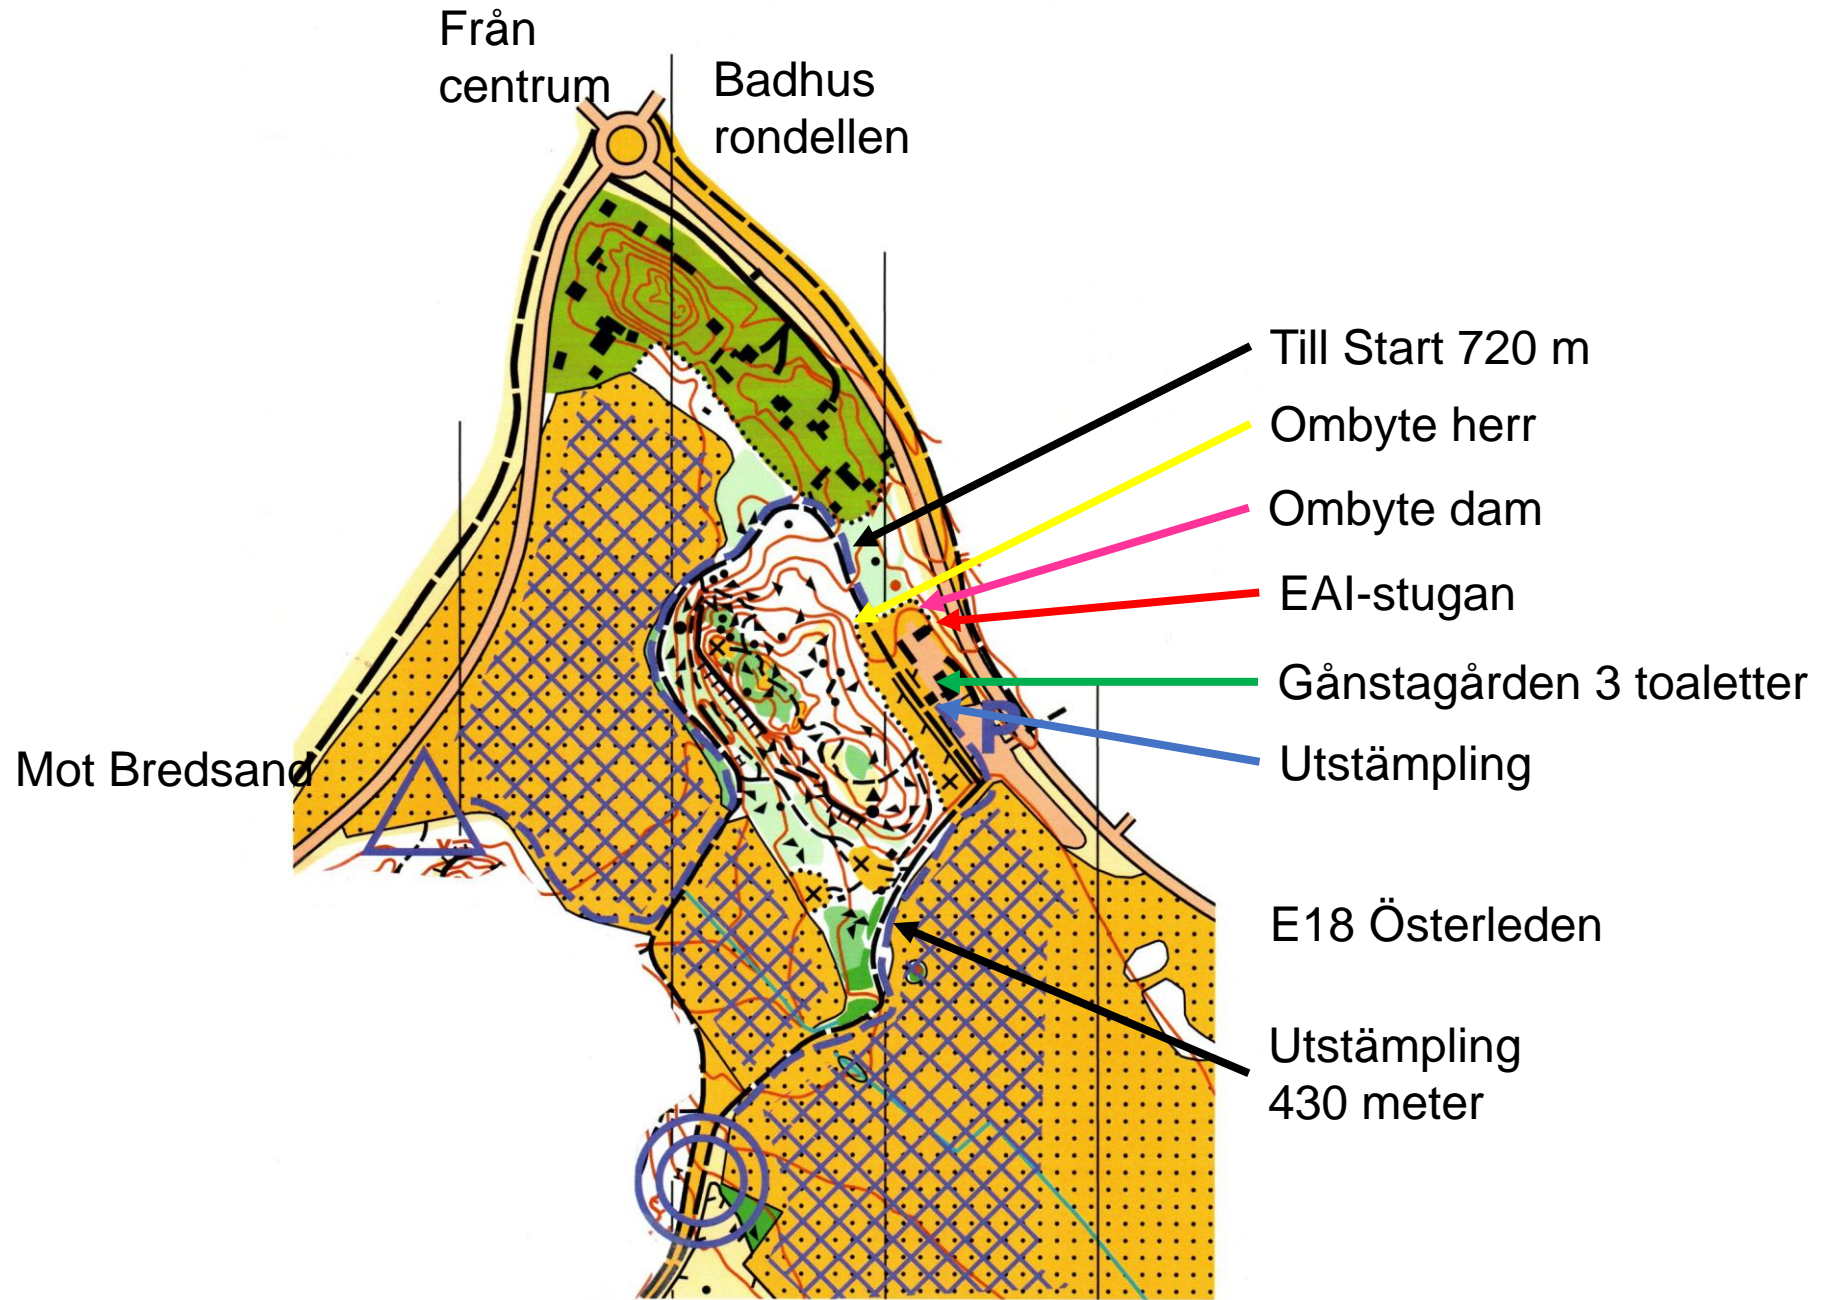 Från
centrum
Badhus
rondellen
Till Start 720 m
Ombyte herr
Ombyte dam
EAI-stugan
Gånstagården 3 toaletter
P
Utstämpling
Mot Bredsand
E18 Österleden
Utstämpling
430 meter